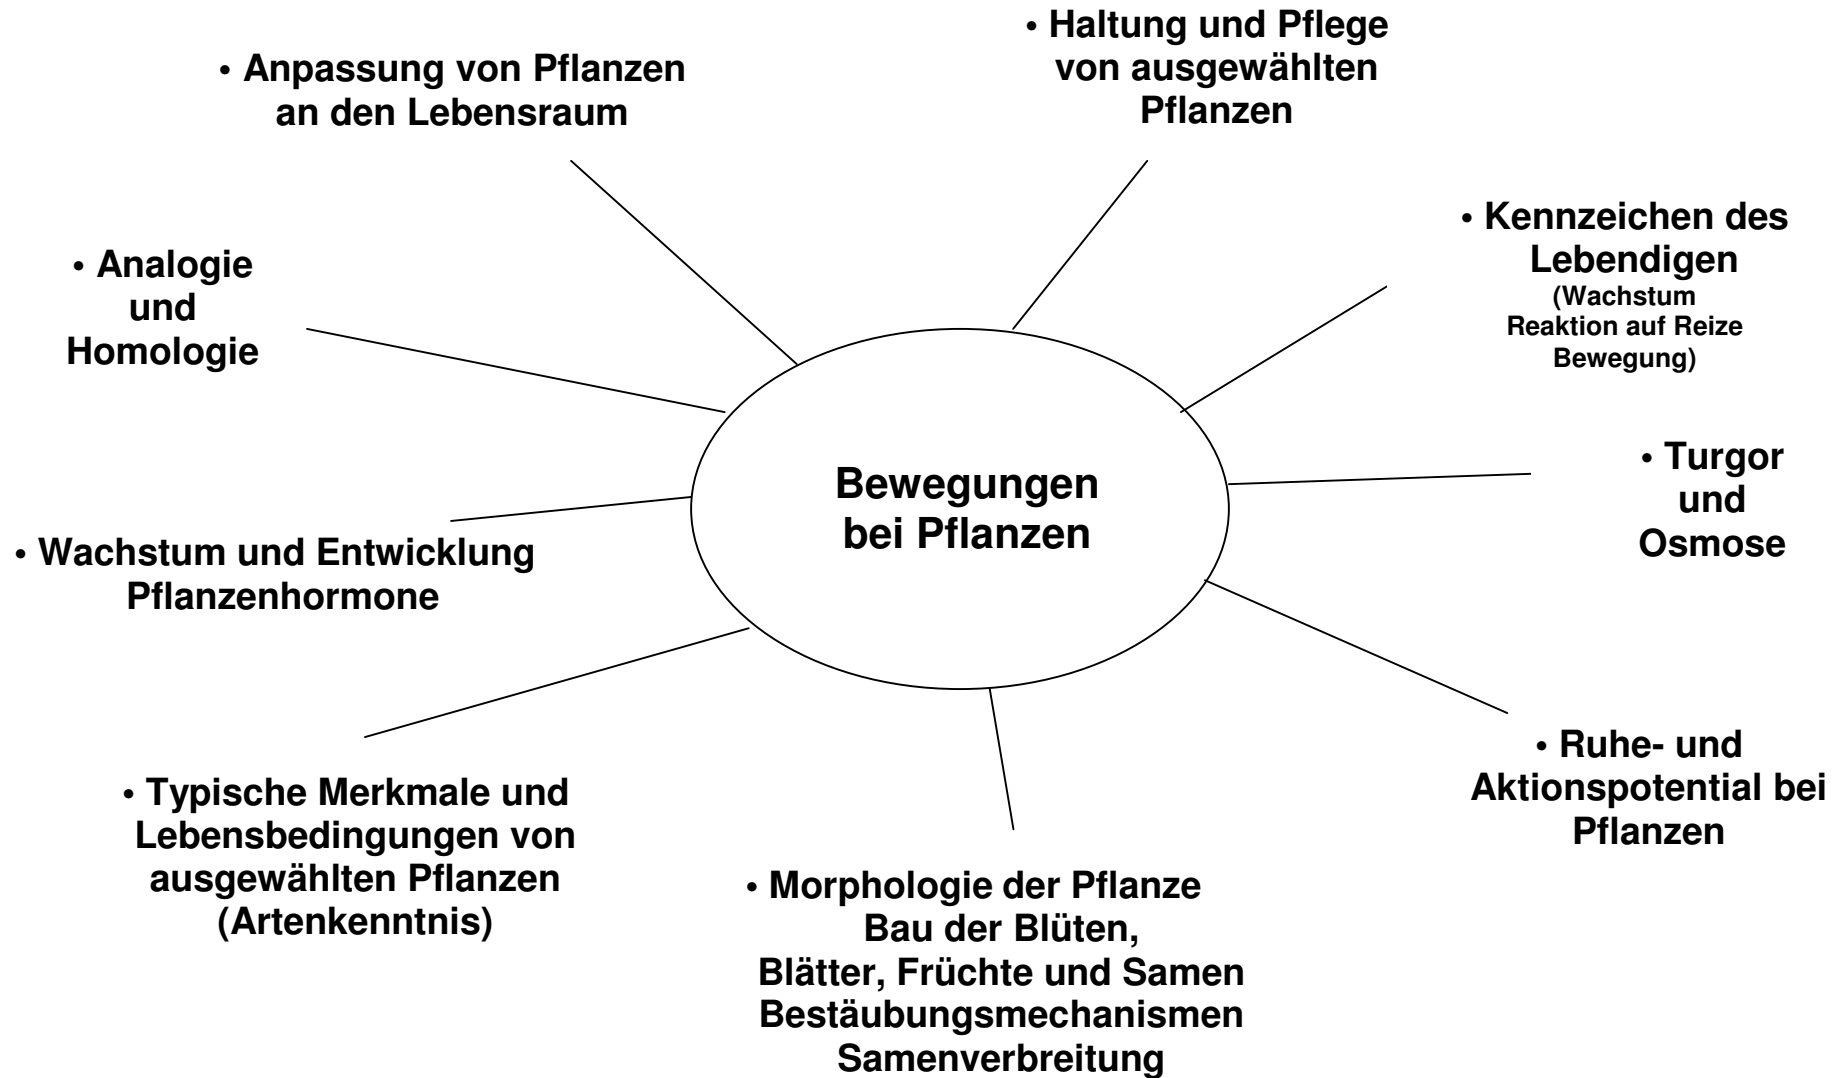 • Haltung und Pflege
von ausgewählten
Pflanzen
• Anpassung von Pflanzen
an den Lebensraum
• Kennzeichen des
Lebendigen
(Wachstum
Reaktion auf Reize
Bewegung)
• Analogie
und
Homologie
• Turgor
und
Osmose
Bewegungen
bei Pflanzen
• Wachstum und Entwicklung
Pflanzenhormone
• Ruhe- und
Aktionspotential bei
Pflanzen
• Typische Merkmale und
Lebensbedingungen von
ausgewählten Pflanzen
(Artenkenntnis)
• Morphologie der Pflanze
Bau der Blüten,
Blätter, Früchte und Samen
Bestäubungsmechanismen
Samenverbreitung